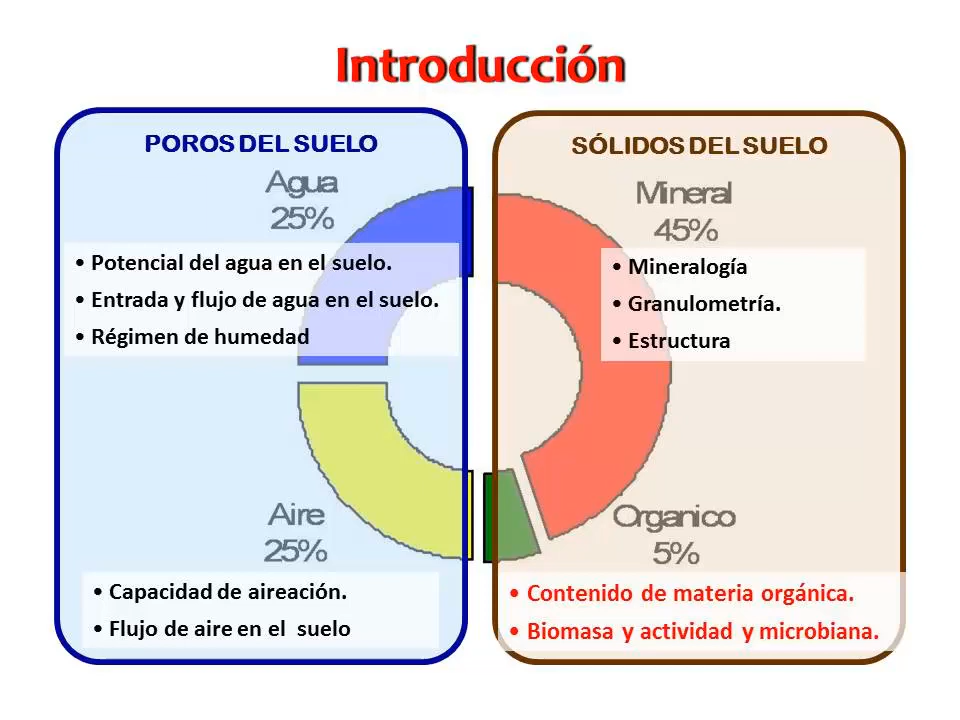 Introducción
POROS DEL SUELO
Agua
25%
• Potencial del agua en el suelo.
• Entrada y flujo de agua en el suelo.
• Régimen de humedad
Aire
25%
• Capacidad de aireación.
• Flujo de aire en el suelo
SÓLIDOS DEL SUELO
Mineral
45%
• Mineralogía
• Granulometría.
• Estructura
Organico
5%
• Contenido de materia orgánica.
• Biomasa y actividad y microbiana.